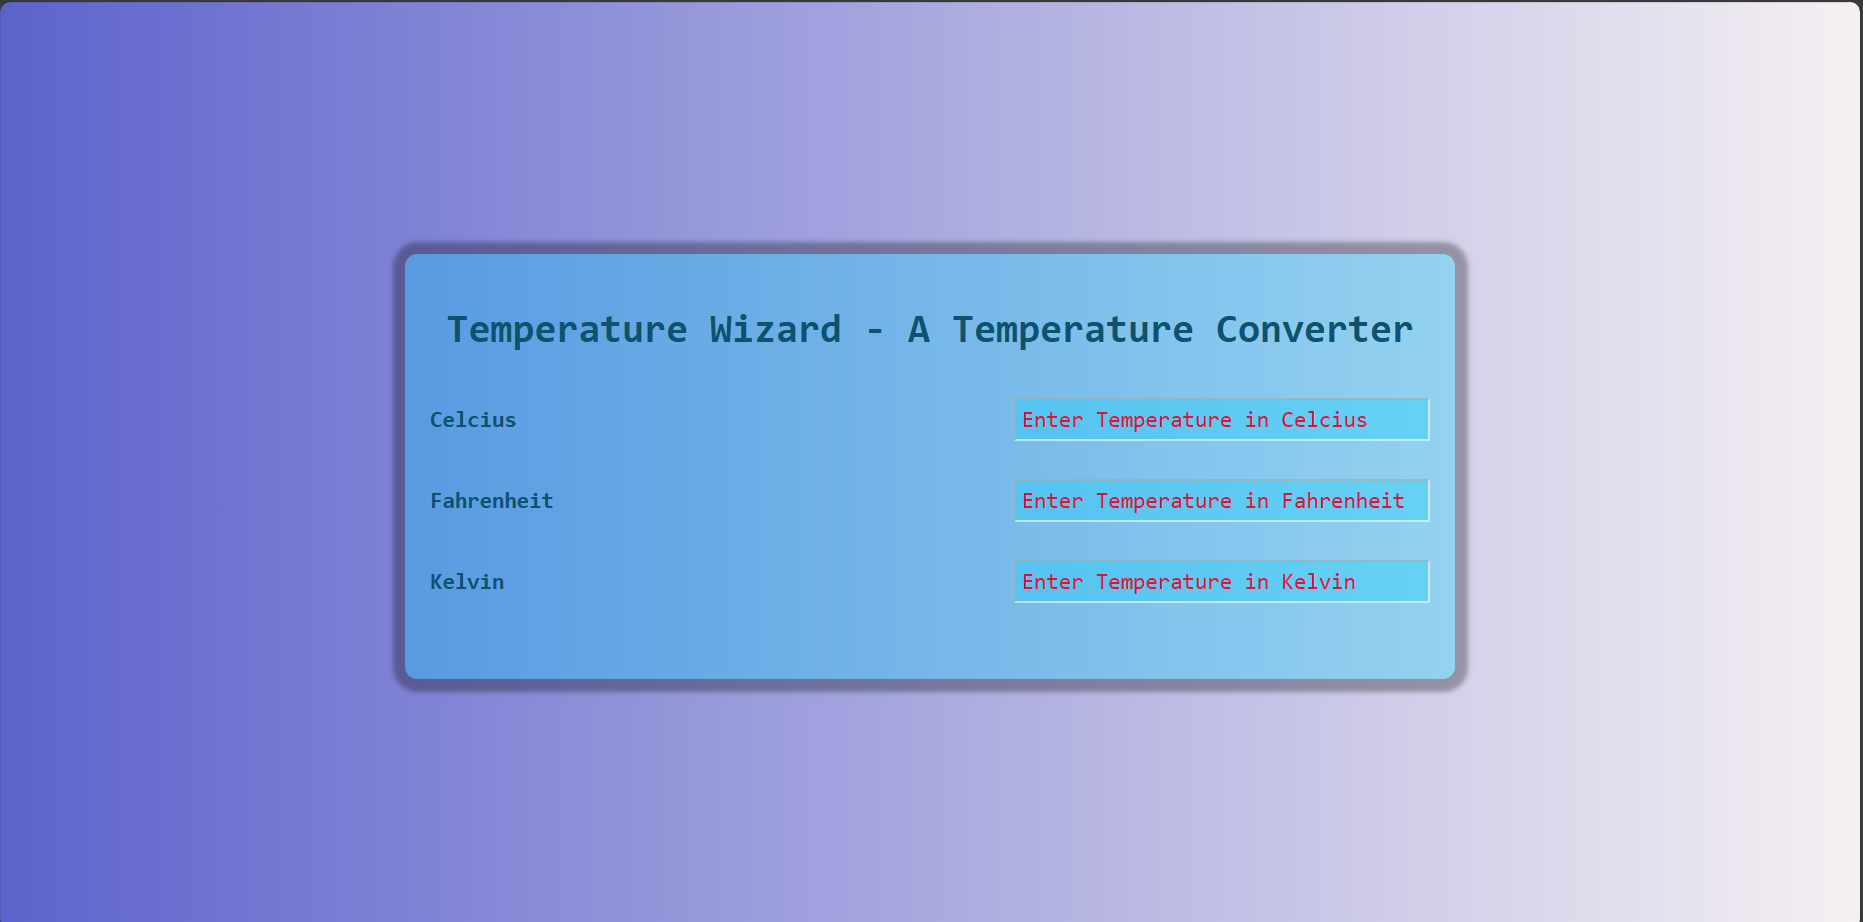 Temperature Wizard - A Temperature Converter
Celcius
Enter Temperature in Celcius
Fahrenheit
Enter Temperature in Fahrenheit
Kelvin
Enter Temperature in Kelvin